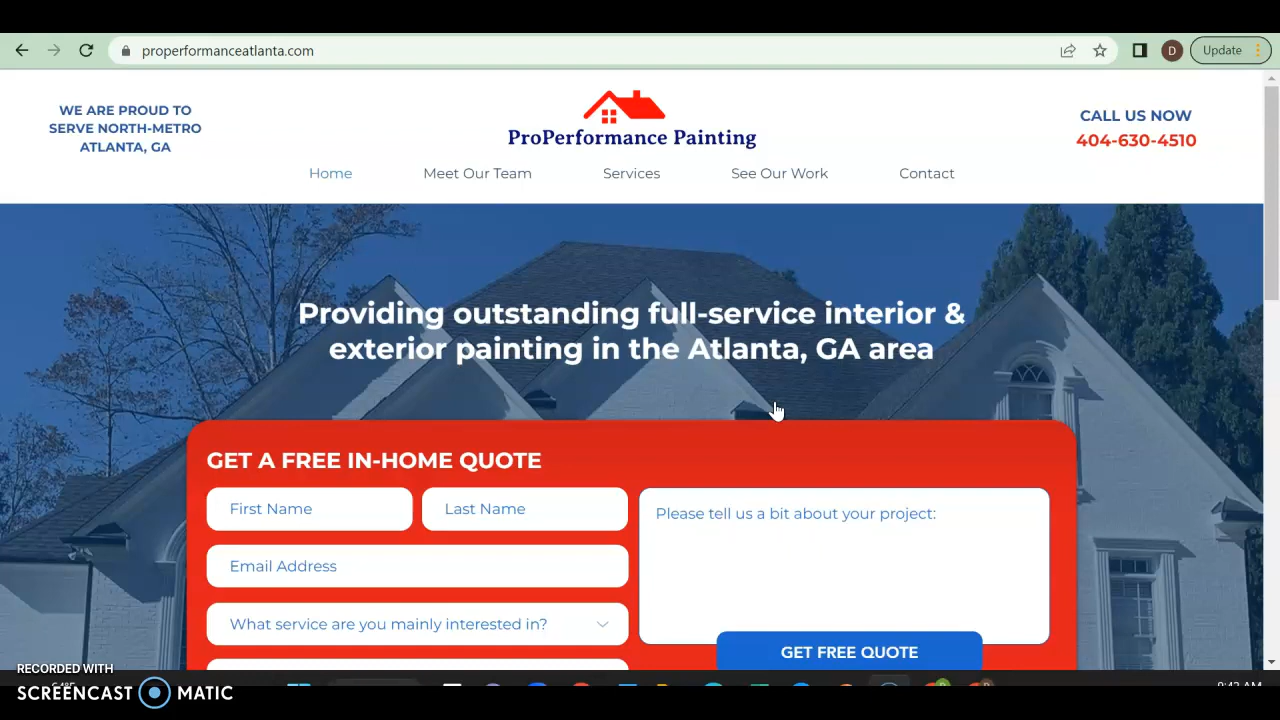 properformanceatlanta.com
D
Update
WE ARE PROUD TO
SERVE NORTH-METRO
ATLANTA, GA
ProPerformance Painting
CALL US NOW
404-630-4510
Home
Meet Our Team
Services
See Our Work
Contact
Providing outstanding full-service interior &
exterior painting in the Atlanta, GA area
GET A FREE IN-HOME QUOTE
First Name
Last Name
Please tell us a bit about your project:
Email Address
What service are you mainly interested in?
GET FREE QUOTE
RECORDED WITH
SCREENCAST MATIC